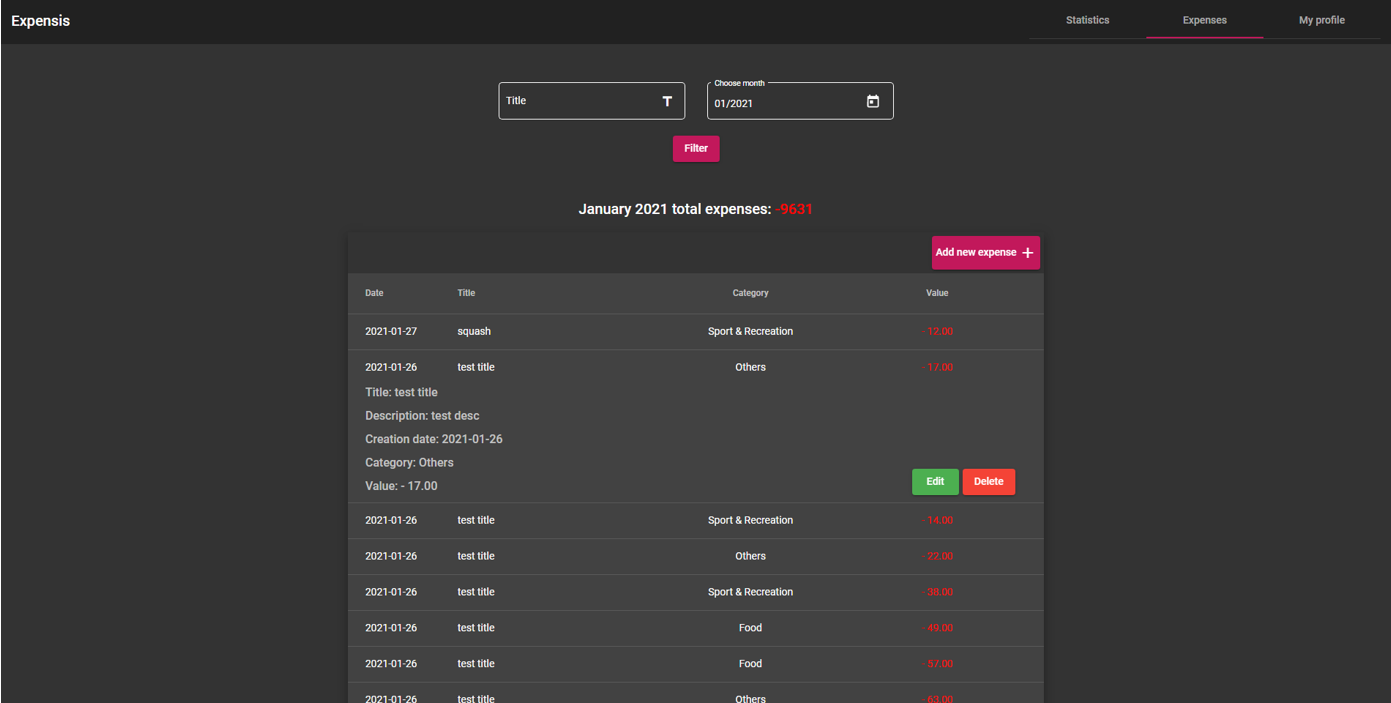 Expensis Statistics Expenses My profile
Title Choose month 01/2021
Filter
January 2021 total expenses: -9631
Add new expense
Date Title Category Value
2021-01-27 squash Sport & Recreation - 12.00
2021-01-26 test title Others - 17.00
Title: test title
Description: test desc
Creation date: 2021-01-26
Category: Others
Value: - 17.00
Edit Delete
2021-01-26 test title Sport & Recreation - 14.00
2021-01-26 test title Others - 22.00
2021-01-26 test title Sport & Recreation - 38.00
2021-01-26 test title Food - 49.00
2021-01-26 test title Food - 57.00
2021-01-26 test title Others - 63.00